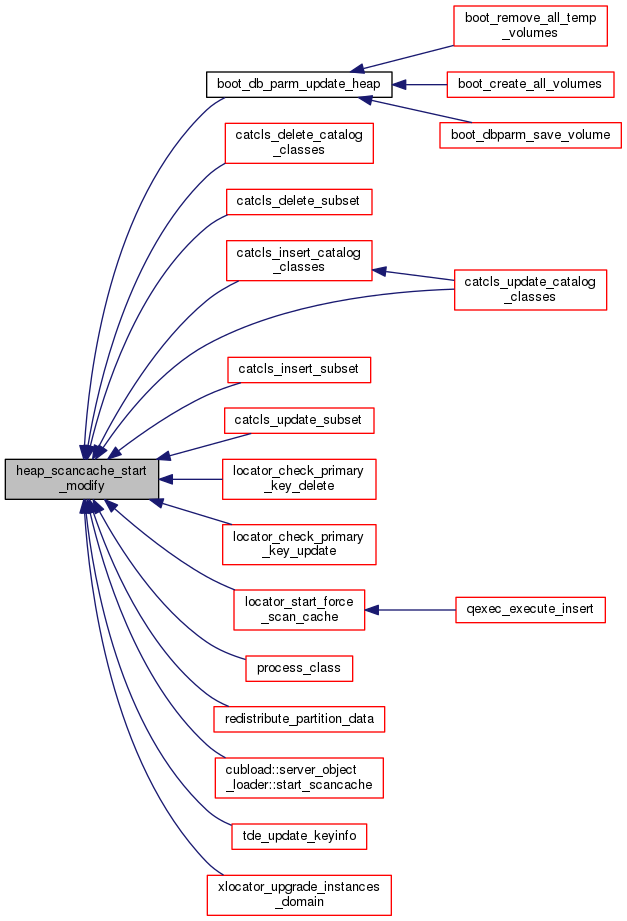 boot_remove_all_temp
_volumes
boot_db_parm_update_heap
boot_create_all_volumes
boot_dbparm_save_volume
catcls_delete_catalog
_classes
catcls_delete_subset
catcls_insert_catalog
_classes
catcls_update_catalog
_classes
catcls_insert_subset
catcls_update_subset
heap_scancache_start
_modify
locator_check_primary
_key_delete
locator_check_primary
_key_update
locator_start_force
_scan_cache
qexec_execute_insert
process_class
redistribute_partition_data
cubload::server_object
_loader::start_scancache
tde_update_keyinfo
xlocator_upgrade_instances
_domain